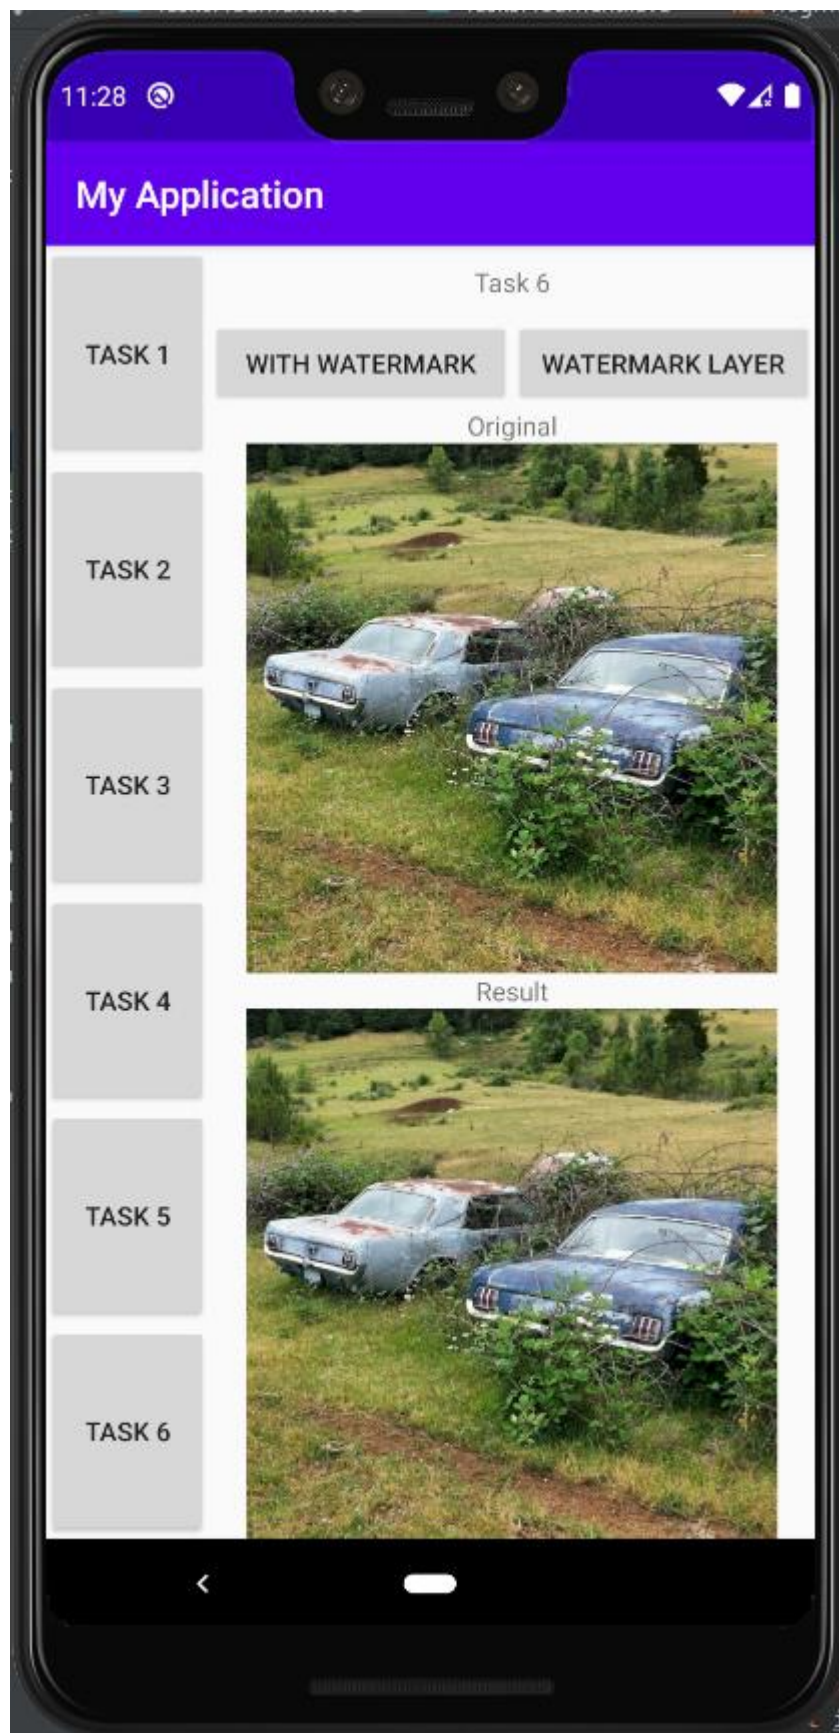 11:28
My Application
TASK 1
TASK 2
TASK 3
TASK 4
TASK 5
TASK 6
Task 6
WITH WATERMARK
WATERMARK LAYER
Original
Result